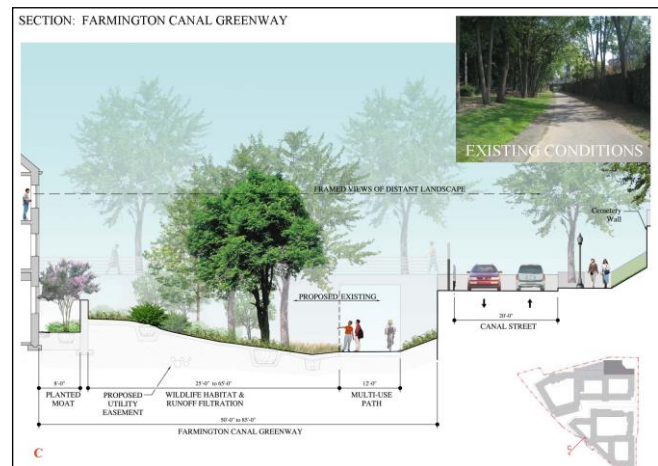 SECTION: FARMINGTON CANAL GREENWAY
EXISTING CONDITIONS
FRAMED VIEWS OF DISTANT LANDSCAPE
Cemetery
Wall
PROPOSED EXISTING
20'-0"
CANAL STREET
8'-0"
25'-0" to 65'-0"
12'-0"
PLANTED
MOAT
PROPOSED
UTILITY
EASEMENT
WILDLIFE HABITAT
& RUNOFF FILTRATION
MULTI-USE
PATH
50'-0" to 85'-0"
FARMINGTON CANAL GREENWAY
C